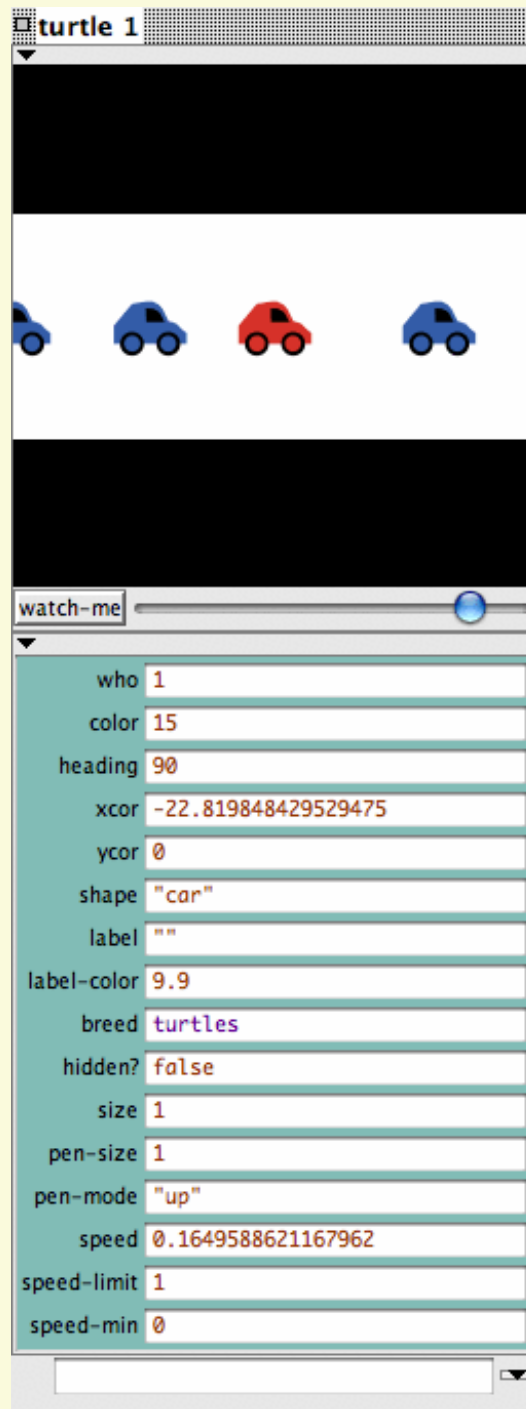 turtle 1
watch-me
who 1
color 15
heading 90
xcor -22.819848429529475
ycor 0
shape "car"
label ""
label-color 9.9
breed turtles
hidden? false
size 1
pen-size 1
pen-mode "up"
speed 0.1649588621167962
speed-limit 1
speed-min 0